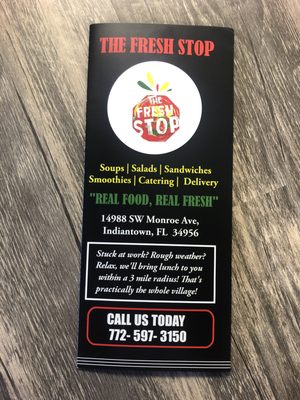 THE FRESH STOP
THE
FRESH
STOP
Soups | Salads | Sandwiches
Smoothies | Catering | Delivery
"REAL FOOD, REAL FRESH"
14988 SW Monroe Ave,
Indiantown, FL 34956
Stuck at work? Rough weather?
Relax, we'll bring lunch to you
within a 3 mile radius! That's
practically the whole village!
CALL US TODAY
772- 597- 3150